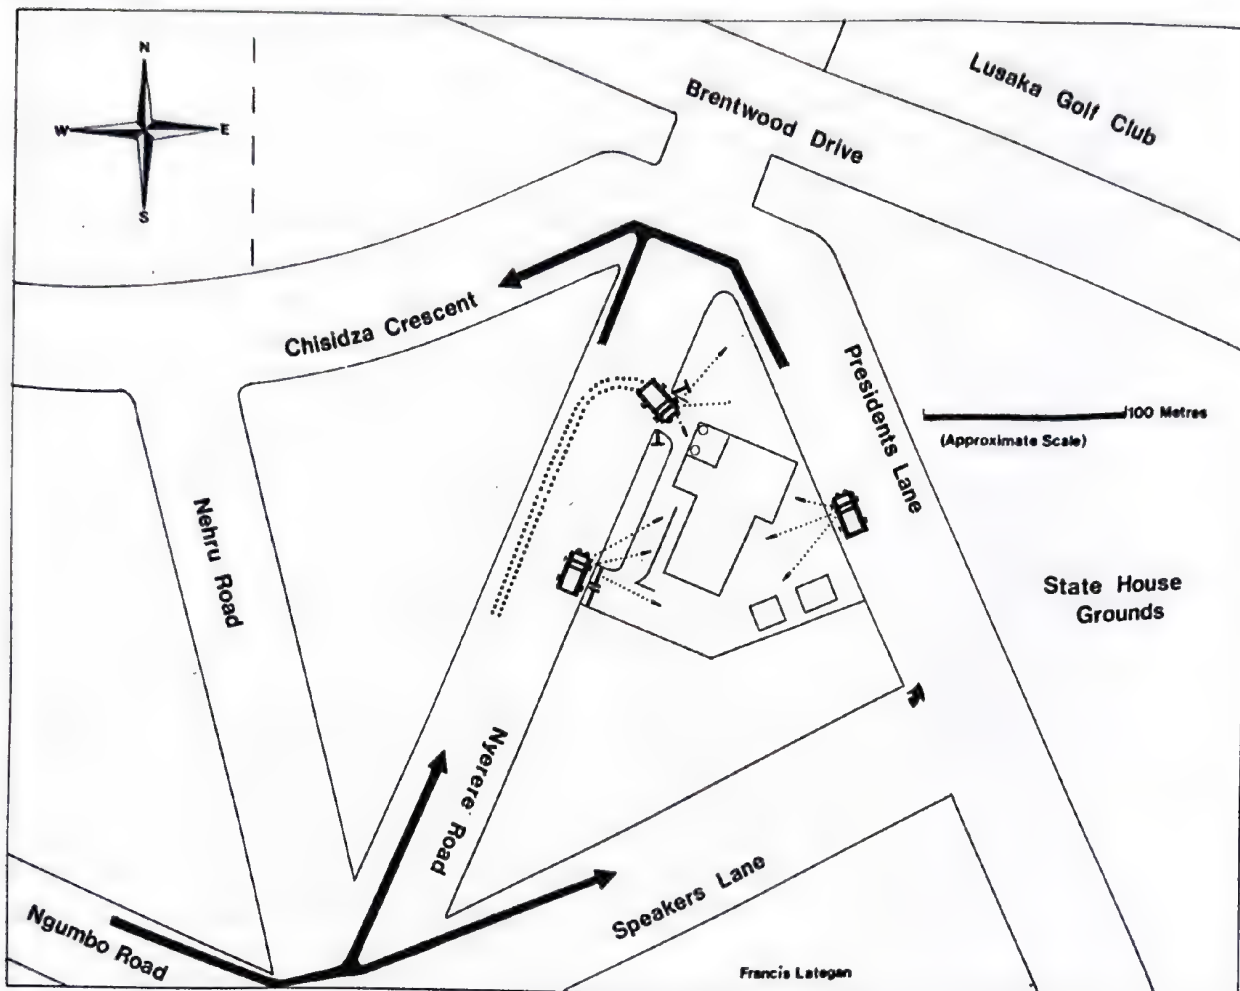 N
W E
S
Lusaka Golf Club
Brentwood Drive
Chisidza Crescent
Presidents Lane
100 Metres
(Approximate Scale)
Nehru Road
State House
Grounds
Nyerere Road
Speakers Lane
Ngumbo Road
Francis Lategan